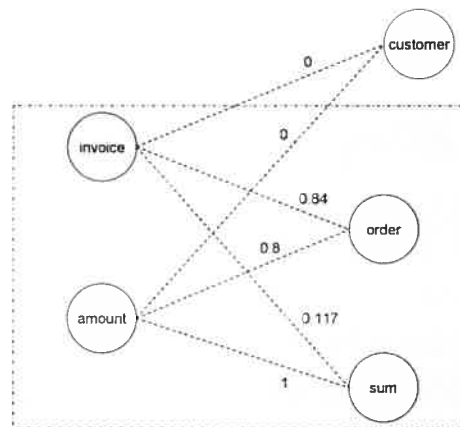 customer
0
invoice
0
0.84
order
0.8
amount
0.117
1
sum